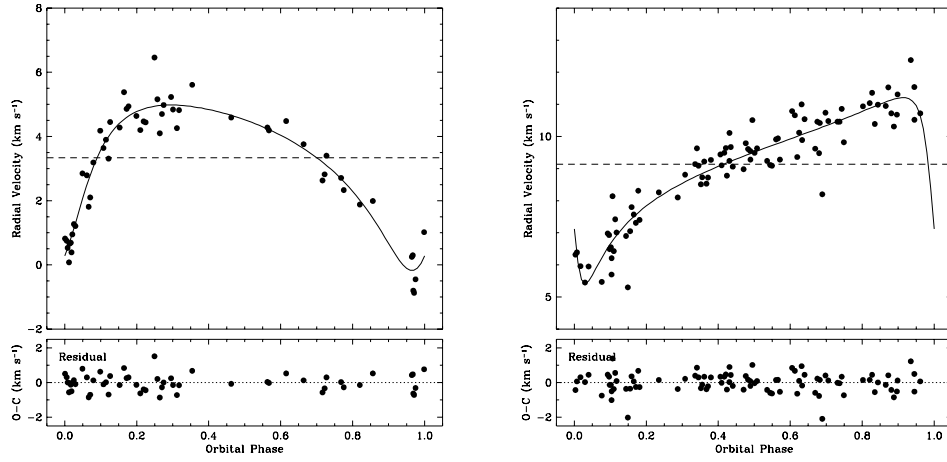 8
6
4
2
0
-2
Radial Velocity (km s⁻¹)
Residual
2
0
-2
O-C (km s⁻¹)
0.0 0.2 0.4 0.6 0.8 1.0
Orbital Phase
10
5
Radial Velocity (km s⁻¹)
Residual
2
0
-2
O-C (km s⁻¹)
0.0 0.2 0.4 0.6 0.8 1.0
Orbital Phase